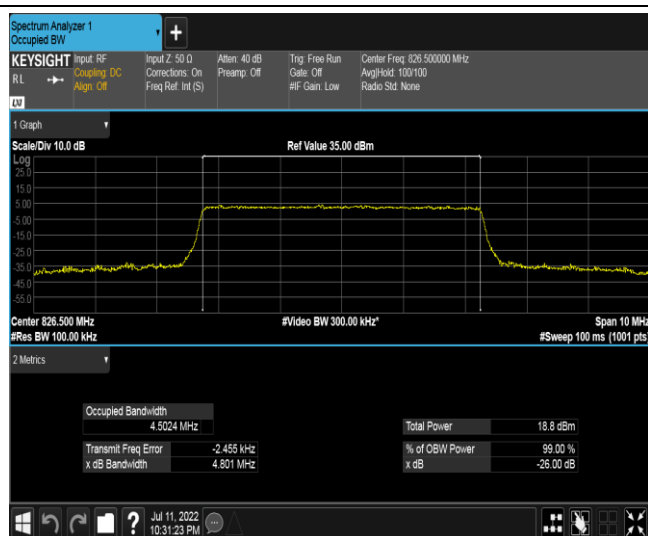 Spectrum Analyzer 1
Occupied BW
KEYSIGHT
RL
LXI
Input: RF
Coupling: DC
Align: Off
Input Z: 50 Ω
Corrections: On
Freq Ref: Int (S)
Atten: 40 dB
Preamp: Off
Trig: Free Run
Gate: Off
#IF Gain: Low
Center Freq: 826.500000 MHz
Avg|Hold: 100/100
Radio Std: None
1 Graph
Scale/Div 10.0 dB
Ref Value 35.00 dBm
Log
25.0
15.0
5.00
-5.00
-15.0
-25.0
-35.0
-45.0
-55.0
Center 826.500 MHz
#Video BW 300.00 kHz*
Span 10 MHz
#Res BW 100.00 kHz
#Sweep 100 ms (1001 pts)
2 Metrics
Occupied Bandwidth
4.5024 MHz
Total Power 18.8 dBm
Transmit Freq Error -2.455 kHz
% of OBW Power 99.00 %
x dB Bandwidth 4.801 MHz
x dB -26.00 dB
?
Jul 11, 2022
10:31:23 PM